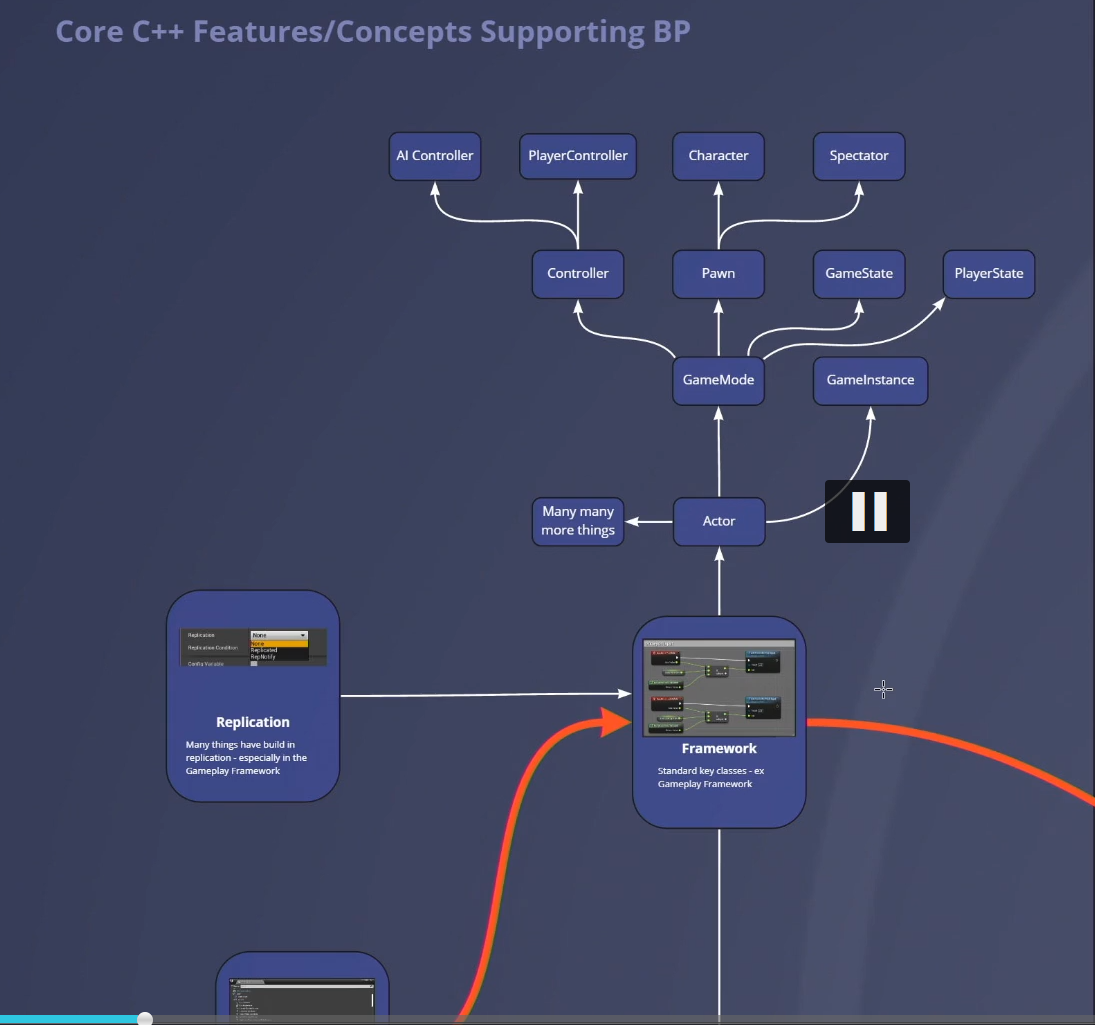 Core C++ Features/Concepts Supporting BP
AI Controller
PlayerController
Character
Spectator
Controller
Pawn
GameState
PlayerState
GameMode
GameInstance
Many many
more things
Actor
Replication
None
None
Replicated
RepNotify
Replication Condition
Config Variable
Replication
Many things have build in
replication - especially in the
Gameplay Framework
Framework
Standard key classes - ex
Gameplay Framework